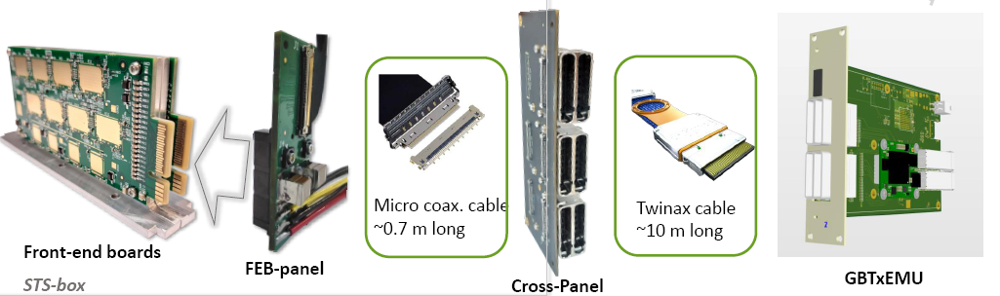 Front-end boards
STS-box
FEB-panel
Micro coax. cable
~0.7 m long
Cross-Panel
Twinax cable
~10 m long
2
GBTxEMU